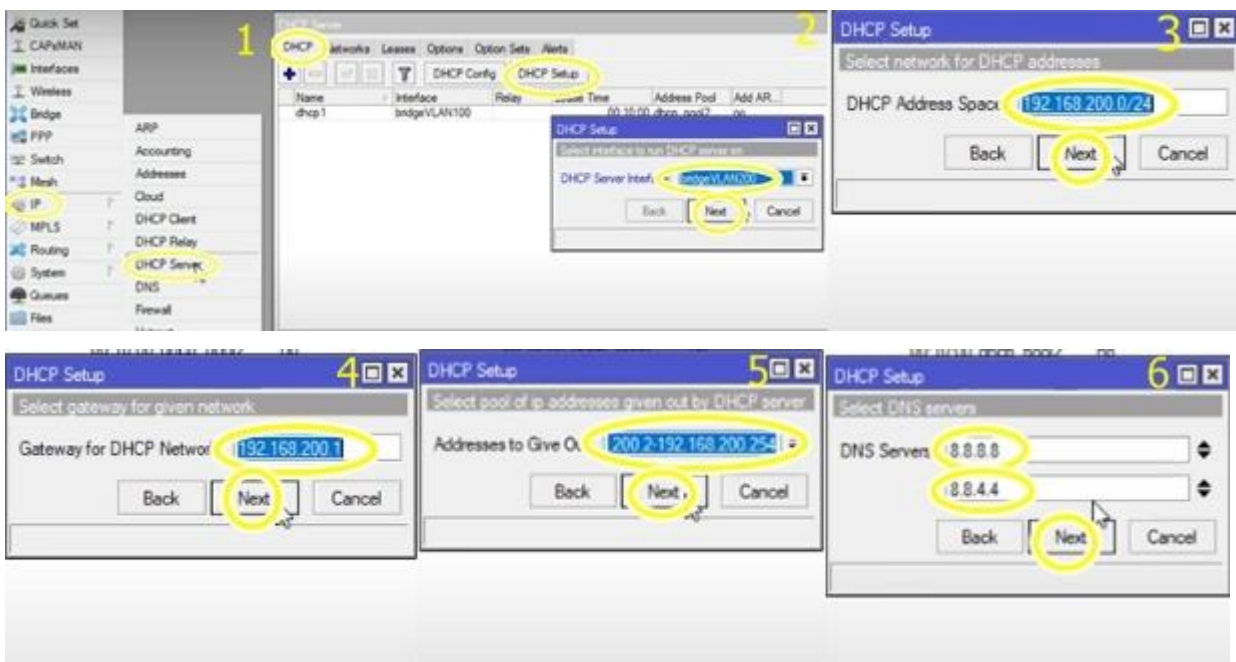 1
Quick Set
CAPsMAN
Interfaces
Wireless
Bridge
PPP
Switch
Mesh
IP
MPLS
Routing
System
Queues
Files
ARP
Accounting
Addresses
Cloud
DHCP Client
DHCP Relay
DHCP Server
DNS
Firewall
2
DHCP Server
DHCP Networks Leases Options Option Sets Alerts
DHCP Config DHCP Setup
Name Interface Relay Lease Time Address Pool Add AR...
dhcp1 bridgeVLAN100 00:10:00 dhcp_pool2 no
DHCP Setup
Select interface to run DHCP server on
DHCP Server Interf bridgeVLAN200
Back Next Cancel
3
DHCP Setup
Select network for DHCP addresses
DHCP Address Space 192.168.200.0/24
Back Next Cancel
4
DHCP Setup
Select gateway for given network
Gateway for DHCP Networ 192.168.200.1
Back Next Cancel
5
DHCP Setup
Select pool of ip addresses given out by DHCP server
Addresses to Give O 200.2-192.168.200.254
Back Next Cancel
6
DHCP Setup
Select DNS servers
DNS Servers 8.8.8.8
8.8.4.4
Back Next Cancel